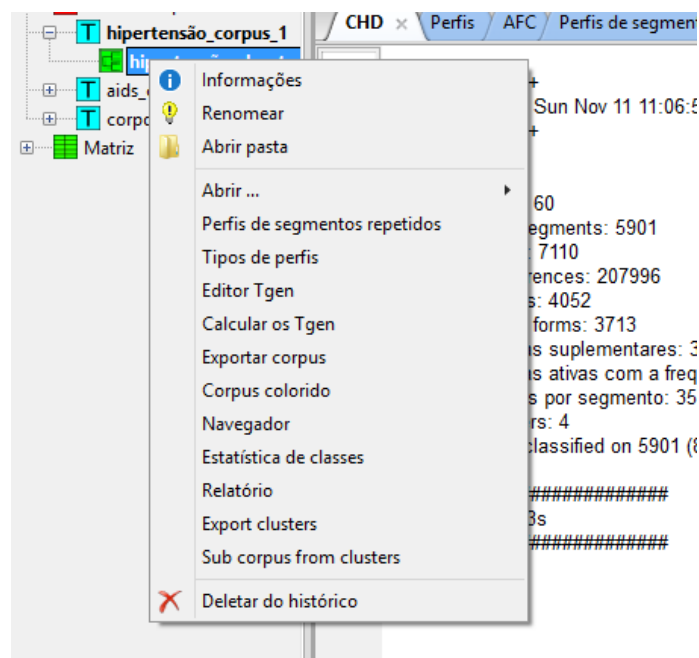 hipertensão_corpus_1
CHD × Perfis AFC Perfis de segmen
aids_
corpo
Matriz
Informações
Renomear
Abrir pasta
Abrir ...
Perfis de segmentos repetidos
Tipos de perfis
Editor Tgen
Calcular os Tgen
Exportar corpus
Corpus colorido
Navegador
Estatística de classes
Relatório
Export clusters
Sub corpus from clusters
Deletar do histórico
+
Sun Nov 11 11:06:5
+
60
egments: 5901
: 7110
rences: 207996
s: 4052
forms: 3713
as suplementares: 3
as ativas com a freq
s por segmento: 35
rs: 4
classified on 5901 (8
#############
3s
#############